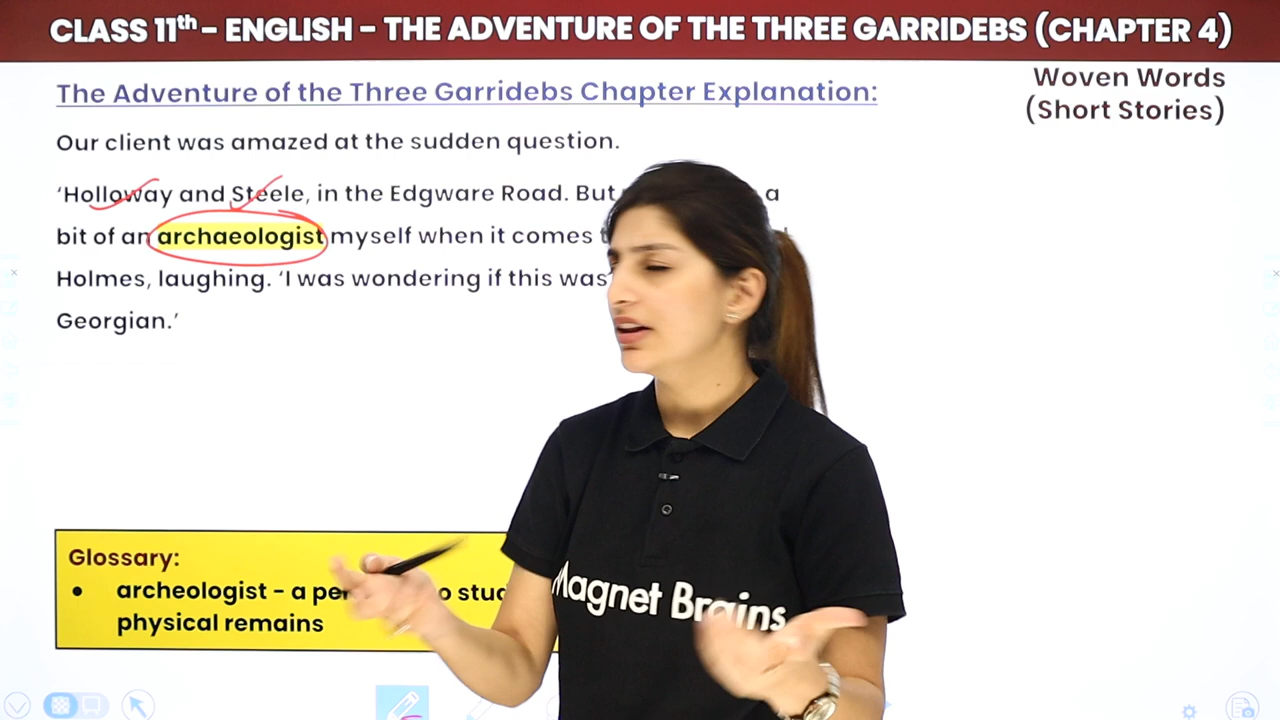 CLASS 11th - ENGLISH - THE ADVENTURE OF THE THREE GARRIDEBS (CHAPTER 4)
Woven Words
(Short Stories)
The Adventure of the Three Garridebs Chapter Explanation:
Our client was amazed at the sudden question.
‘Holloway and Steele, in the Edgware Road. But a
bit of an archaeologist myself when it comes
Holmes, laughing. ‘I was wondering if this was
Georgian.’
Glossary:
• archeologist - a
physical remains
Magnet Brains